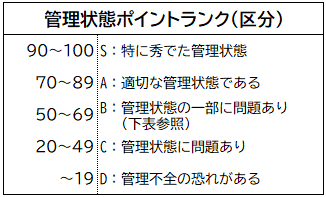 管理状態ポイントランク(区分)
90～100 S：特に秀でた管理状態
70～89 A：適切な管理状態である
50～69 B：管理状態の一部に問題あり
（下表参照）
20～49 C：管理状態に問題あり
～19 D：管理不全の恐れがある